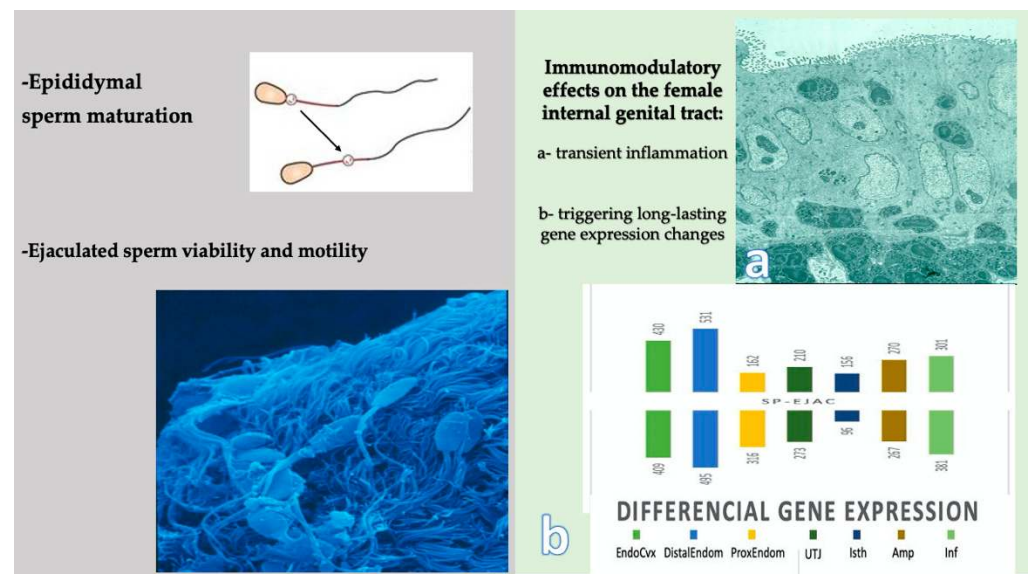 -Epididymal
sperm maturation
-Ejaculated sperm viability and motility
Immunomodulatory
effects on the female
internal genital tract:
a- transient inflammation
b- triggering long-lasting
gene expression changes
a
430 531 162 210 156 270 301
SP-EJAC
409 495 316 273 96 267 381
DIFFERENCIAL GENE EXPRESSION
EndoCvx DistalEndom ProxEndom UTJ Isth Amp Inf
b